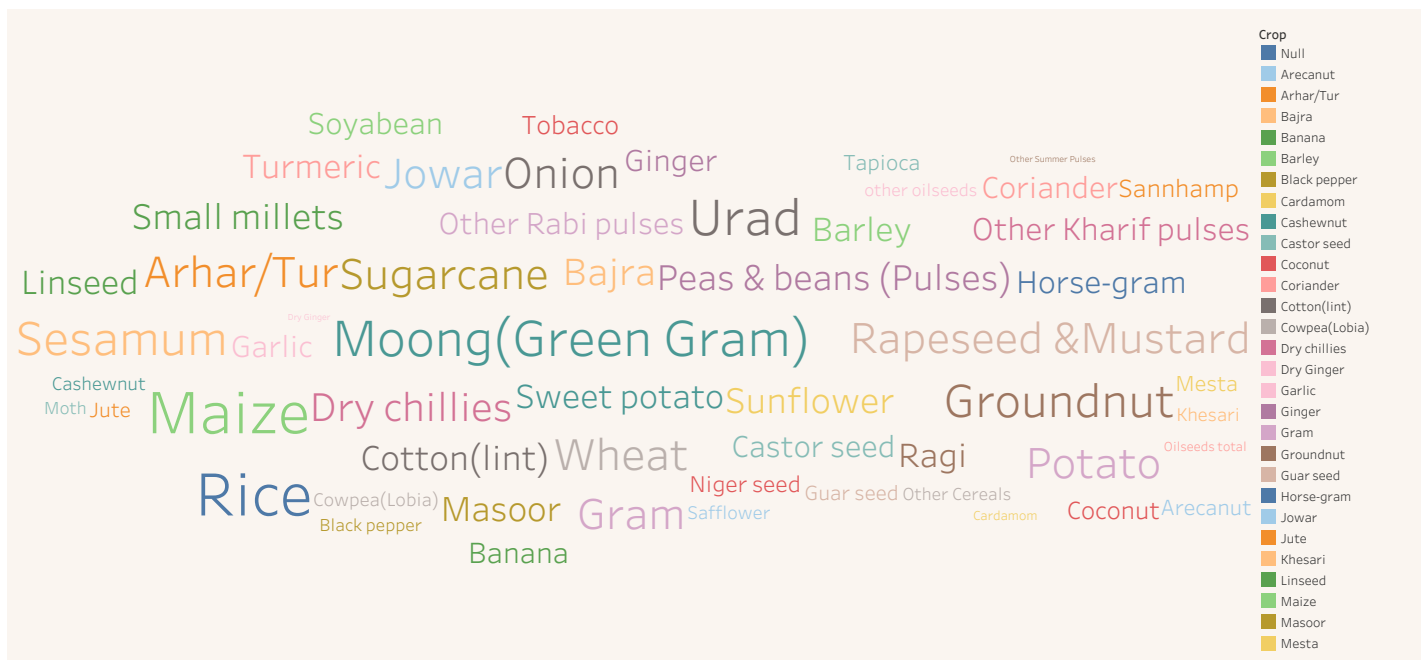 Soyabean Tobacco
Turmeric Jowar Onion Ginger Tapioca Other Summer Pulses
other oilseeds Coriander Sannhamp
Small millets Other Rabi pulses Urad Barley Other Kharif pulses
Linseed Arhar/Tur Sugarcane Bajra Peas & beans (Pulses) Horse-gram
Dry Ginger
Sesamum Garlic Moong(Green Gram) Rapeseed &Mustard
Cashewnut Mesta
Moth Jute Maize Dry chillies Sweet potato Sunflower Groundnut Khesari
Cotton(lint) Wheat Castor seed Ragi Potato Oilseeds total
Rice Cowpea(Lobia) Masoor Gram Niger seed Guar seed Other Cereals
Black pepper Safflower Cardamom Coconut Arecanut
Banana
Crop
Null
Arecanut
Arhar/Tur
Bajra
Banana
Barley
Black pepper
Cardamom
Cashewnut
Castor seed
Coconut
Coriander
Cotton(lint)
Cowpea(Lobia)
Dry chillies
Dry Ginger
Garlic
Ginger
Gram
Groundnut
Guar seed
Horse-gram
Jowar
Jute
Khesari
Linseed
Maize
Masoor
Mesta